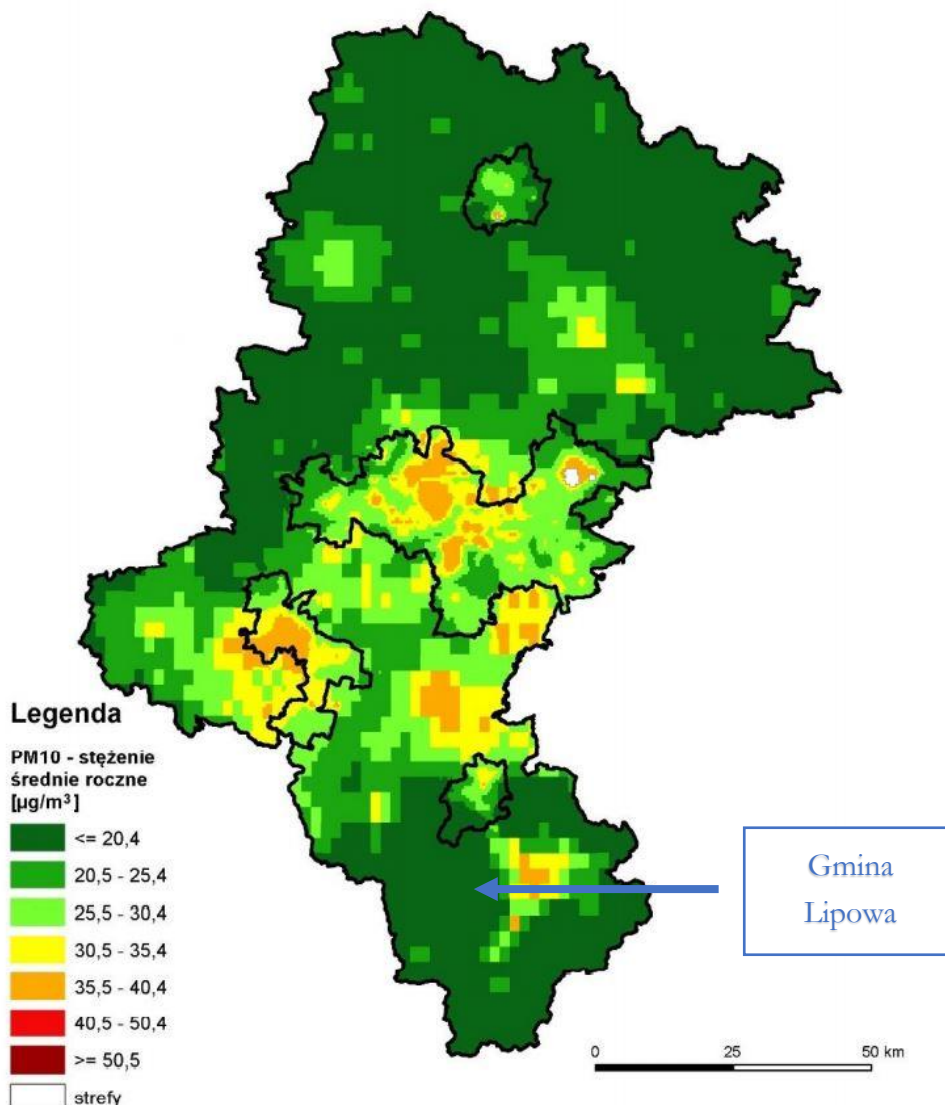 Legenda
PM10 - stężenie
średnie roczne
[µg/m³]
<= 20,4
20,5 - 25,4
25,5 - 30,4
30,5 - 35,4
35,5 - 40,4
40,5 - 50,4
>= 50,5
strefy
Gmina
Lipowa
0 25 50 km